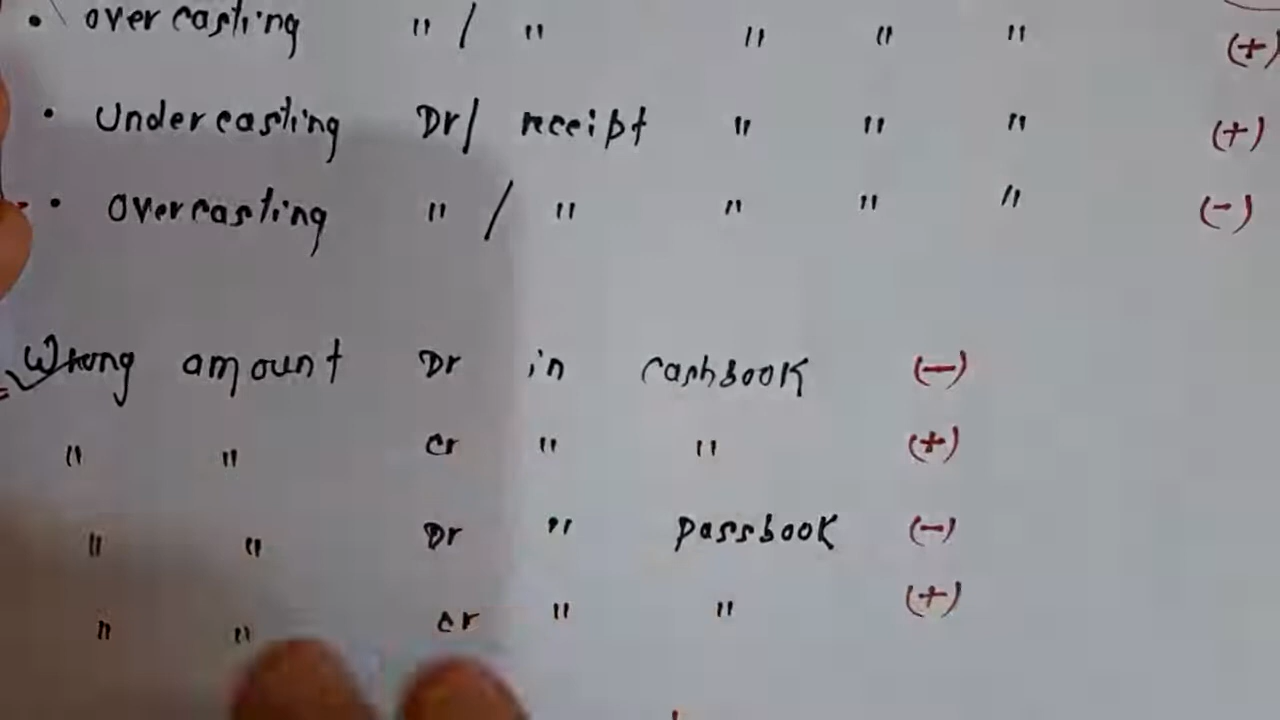 • overcasting " / " " " " (+)
• Undercasting Dr/ receipt " " " (+)
• overcasting " / " " " " (-)
Wrong amount Dr in cashbook (-)
" " cr " " (+)
" " Dr " passbook (-)
" " cr " " (+)